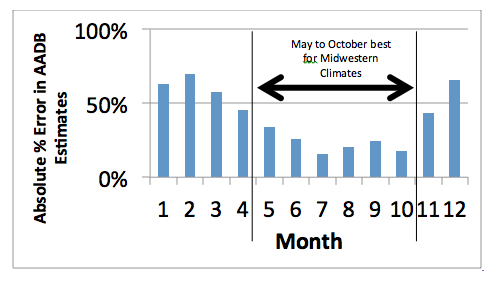 100%
50%
0%
Absolute % Error in AADB
Estimates
May to October best
for Midwestern
Climates
1 2 3 4 5 6 7 8 9 10 11 12
Month